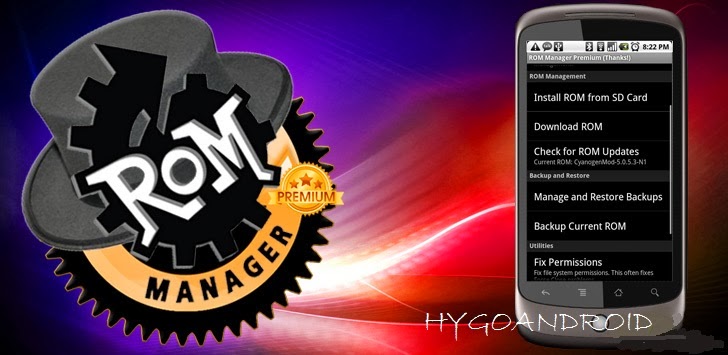 ROM
PREMIUM
MANAGER
8:22 PM
ROM Manager Premium (Thanks!)
ROM Management
Install ROM from SD Card
Download ROM
Check for ROM Updates
Current ROM: CyanogenMod-5.0.5.3-N1
Backup and Restore
Manage and Restore Backups
Backup Current ROM
Utilities
Fix Permissions
Fix file system permissions. This often fixes
HYGOANDROID